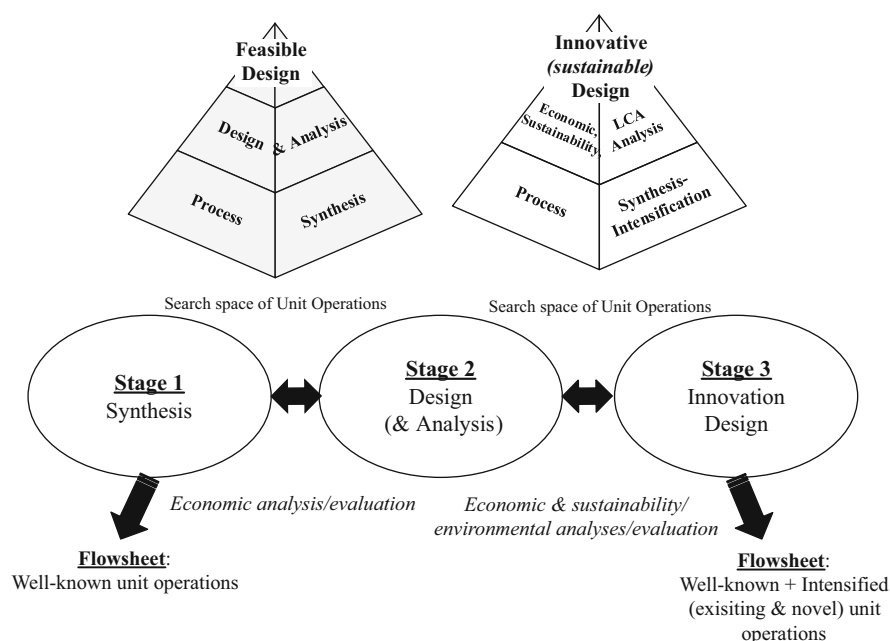 Feasible
Design
Design & Analysis
Process
Synthesis
Innovative
(sustainable)
Design
Economic,
Sustainability,
LCA
Analysis
Process
Synthesis-
Intensification
Search space of Unit Operations
Search space of Unit Operations
Stage 1
Synthesis
Stage 2
Design
(& Analysis)
Stage 3
Innovation
Design
Economic analysis/evaluation
Economic & sustainability/
environmental analyses/evaluation
Flowsheet:
Well-known unit operations
Flowsheet:
Well-known + Intensified
(exisiting & novel) unit
operations